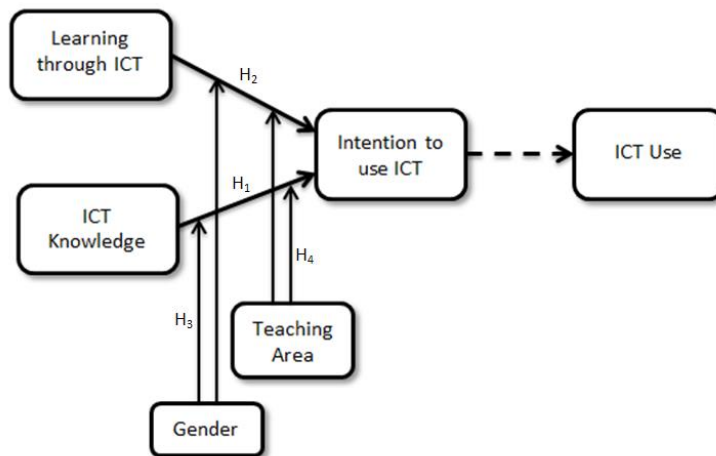 Learning
through ICT
H₂
Intention to
use ICT
ICT Use
H₁
ICT
Knowledge
H₄
H₃
Teaching
Area
Gender